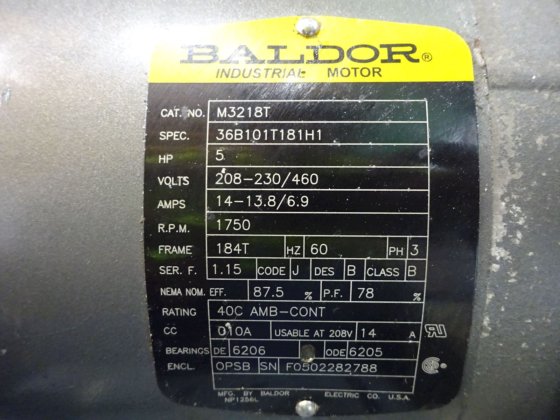 BALDOR®
INDUSTRIAL MOTOR
CAT. NO. M3218T
SPEC. 36B101T181H1
HP 5
VOLTS 208-230/460
AMPS 14-13.8/6.9
R.P.M. 1750
FRAME 184T HZ 60 PH 3
SER. F. 1.15 CODE J DES B CLASS B
NEMA NOM. EFF. 87.5 % P.F. 78 %
RATING 40C AMB-CONT
CC 010A USABLE AT 208V 14 A
BEARINGS DE 6206 ODE 6205
ENCL. OPSB SN F0502282788
MFG. BY BALDOR ELECTRIC CO. U.S.A.
NP1256L